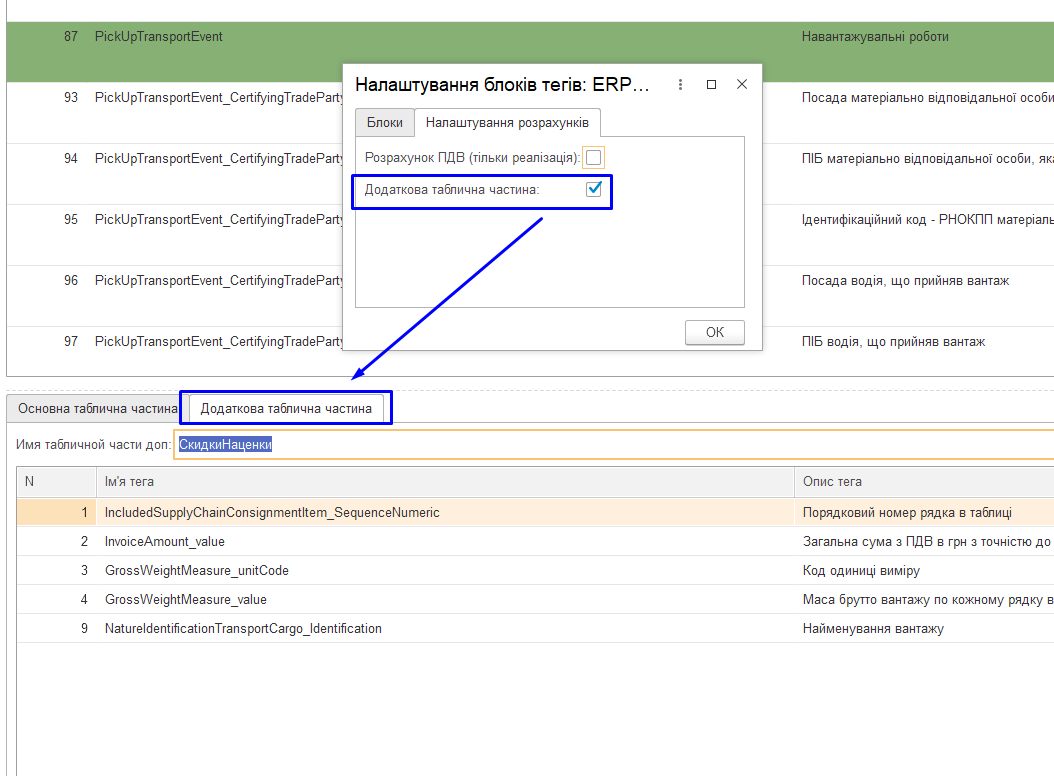 87 PickUpTransportEvent Навантажувальні роботи
Налаштування блоків тегів: ERP...
Блоки Налаштування розрахунків
93 PickUpTransportEvent_CertifyingTradeParty Посада матеріально відповідальної особи
Розрахунок ПДВ (тільки реалізація):
94 PickUpTransportEvent_CertifyingTradeParty ПІБ матеріально відповідальної особи, яка
Додаткова таблична частина:
95 PickUpTransportEvent_CertifyingTradeParty Ідентифікаційний код - РНОКПП матеріаль
96 PickUpTransportEvent_CertifyingTradeParty Посада водія, що прийняв вантаж
OK
97 PickUpTransportEvent_CertifyingTradeParty ПІБ водія, що прийняв вантаж
Основна таблична частина Додаткова таблична частина
Имя табличной части доп: СкидкиНаценки
N Ім'я тега Опис тега
1 IncludedSupplyChainConsignmentItem_SequenceNumeric Порядковий номер рядка в таблиці
2 InvoiceAmount_value Загальна сума з ПДВ в грн з точністю до
3 GrossWeightMeasure_unitCode Код одиниці виміру
4 GrossWeightMeasure_value Маса брутто вантажу по кожному рядку в
9 NatureIdentificationTransportCargo_Identification Найменування вантажу